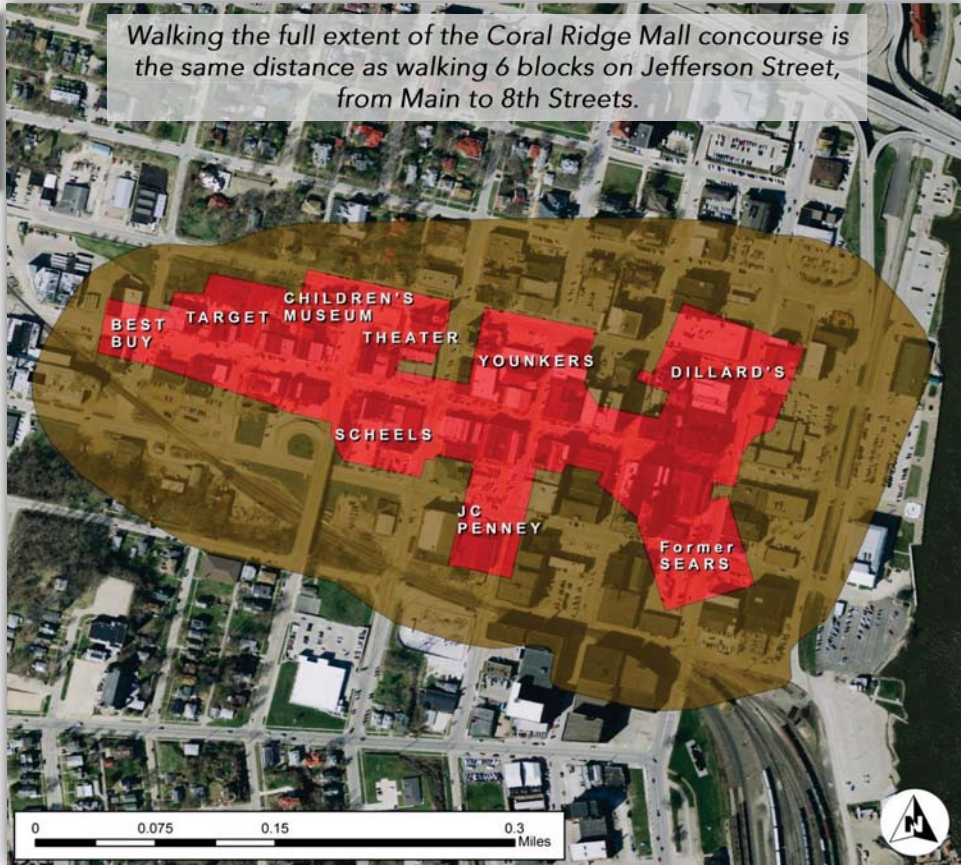 Walking the full extent of the Coral Ridge Mall concourse is
the same distance as walking 6 blocks on Jefferson Street,
from Main to 8th Streets.
BEST
BUY
TARGET
CHILDREN'S
MUSEUM
THEATER
YOUNKERS
DILLARD'S
SCHEELS
JC
PENNEY
Former
SEARS
0 0.075 0.15 0.3
Miles
N